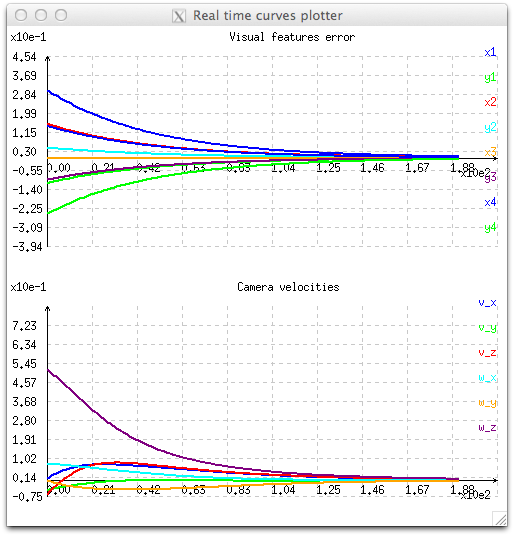 Real time curves plotter
x10e-1
Visual features error
x1
4,54
y1
3,69
x2
2,84
y2
1,99
x3
1,15
y3
0,30
x4
-0,55
y4
-1,40
-2,25
-3,09
-3,94
0,00 0,21 0,42 0,63 0,83 1,04 1,25 1,46 1,67 1,88
x10e2
x10e-1
Camera velocities
v_x
7,23
v_y
6,34
v_z
5,45
w_x
4,57
w_y
3,68
w_z
2,80
1,91
1,02
0,14
-0,75
0,00 0,21 0,42 0,63 0,83 1,04 1,25 1,46 1,67 1,88
x10e2